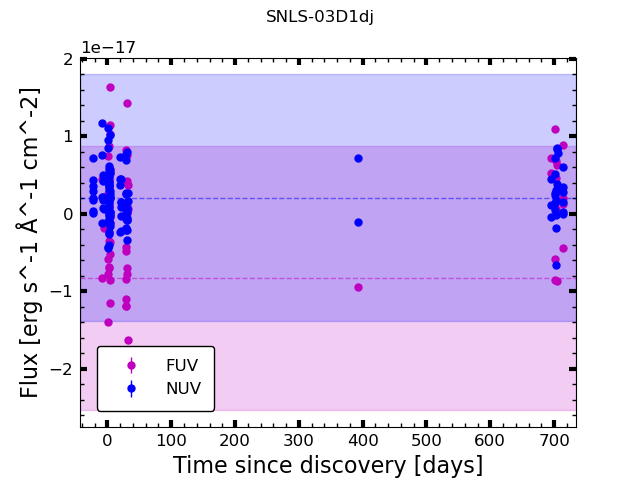 SNLS-03D1dj
1e−17
2
1
0
−1
−2
Flux [erg s^-1 Å^-1 cm^-2]
FUV
NUV
0 100 200 300 400 500 600 700
Time since discovery [days]